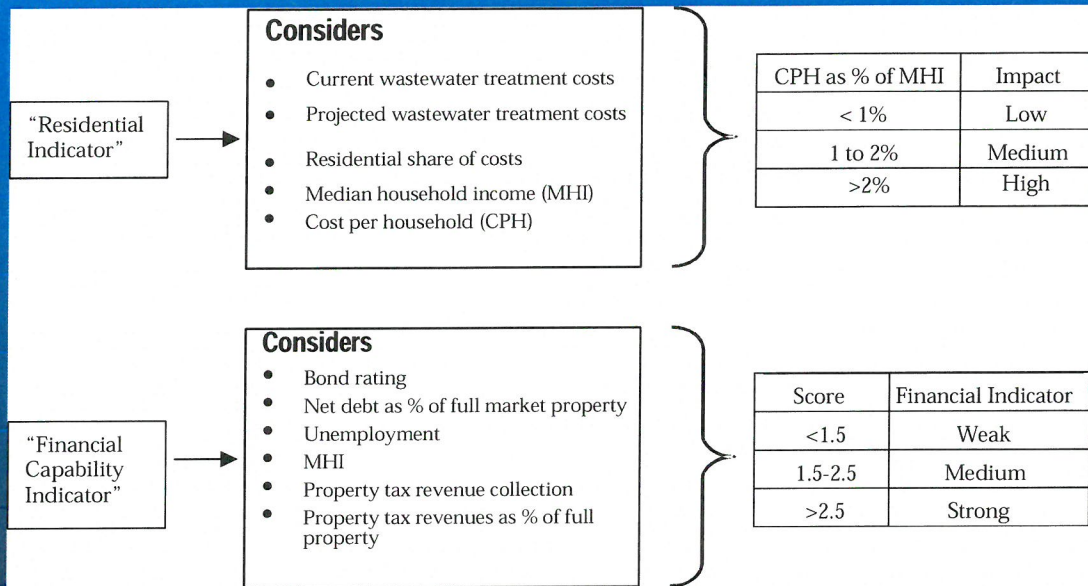 "Residential
Indicator"
Considers
• Current wastewater treatment costs
• Projected wastewater treatment costs
• Residential share of costs
• Median household income (MHI)
• Cost per household (CPH)
CPH as % of MHI Impact
< 1% Low
1 to 2% Medium
>2% High
"Financial
Capability
Indicator"
Considers
• Bond rating
• Net debt as % of full market property
• Unemployment
• MHI
• Property tax revenue collection
• Property tax revenues as % of full
property
Score Financial Indicator
<1.5 Weak
1.5-2.5 Medium
>2.5 Strong